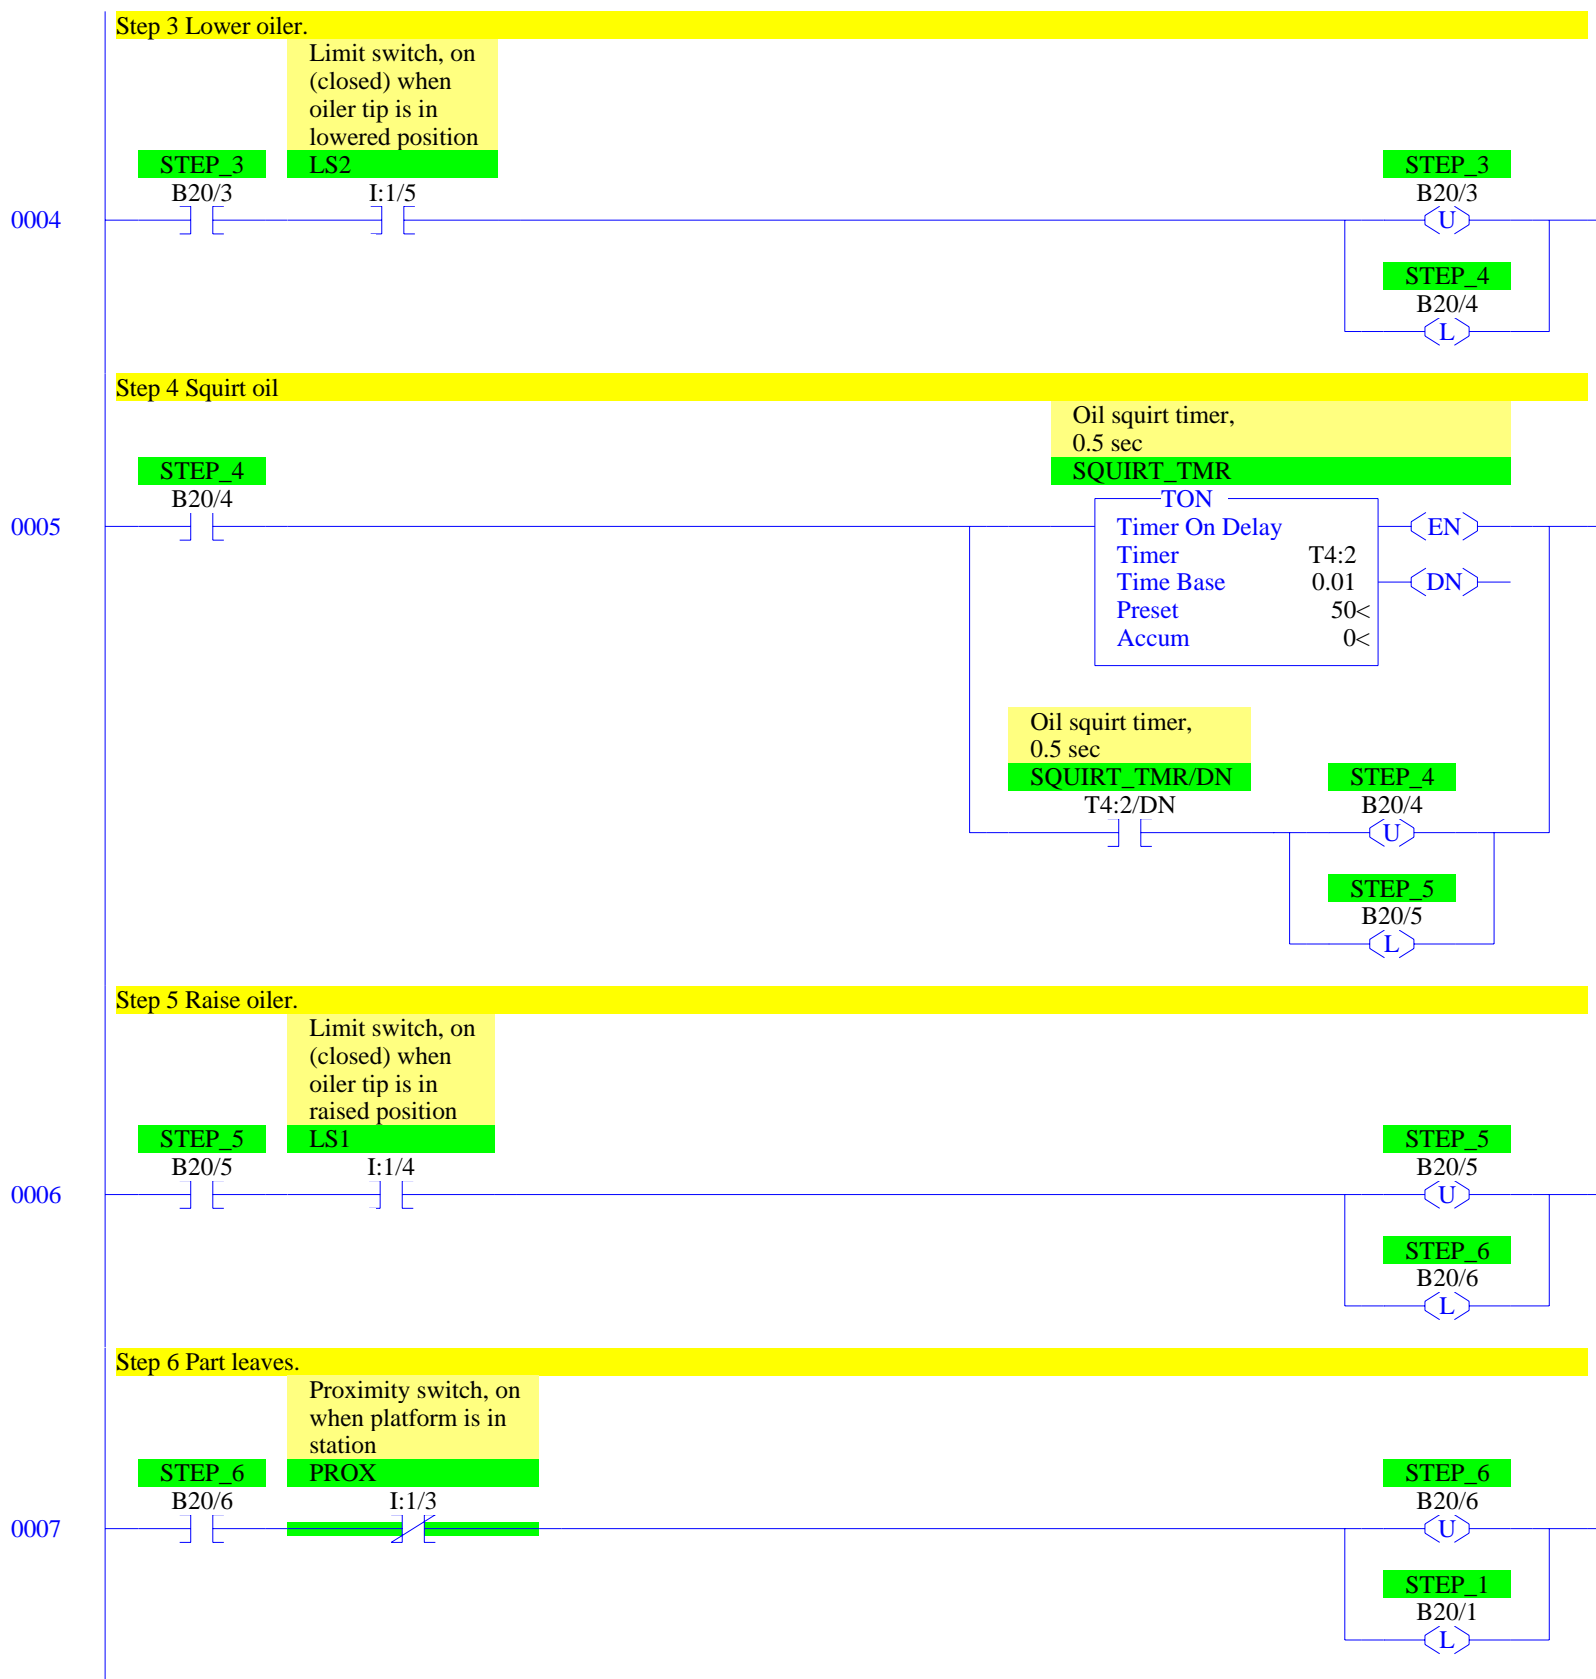 Step 3 Lower oiler.
Limit switch, on
(closed) when
oiler tip is in
lowered position
STEP_3 LS2 STEP_3
B20/3 I:1/5 B20/3
0004 U
STEP_4
B20/4
L
Step 4 Squirt oil
Oil squirt timer,
0.5 sec
STEP_4 SQUIRT_TMR
B20/4 TON
0005 Timer On Delay EN
Timer T4:2
Time Base 0.01 DN
Preset 50<
Accum 0<
Oil squirt timer,
0.5 sec
SQUIRT_TMR/DN STEP_4
T4:2/DN B20/4
U
STEP_5
B20/5
L
Step 5 Raise oiler.
Limit switch, on
(closed) when
oiler tip is in
raised position
STEP_5 LS1 STEP_5
B20/5 I:1/4 B20/5
0006 U
STEP_6
B20/6
L
Step 6 Part leaves.
Proximity switch, on
when platform is in
station
STEP_6 PROX STEP_6
B20/6 I:1/3 B20/6
0007 U
STEP_1
B20/1
L